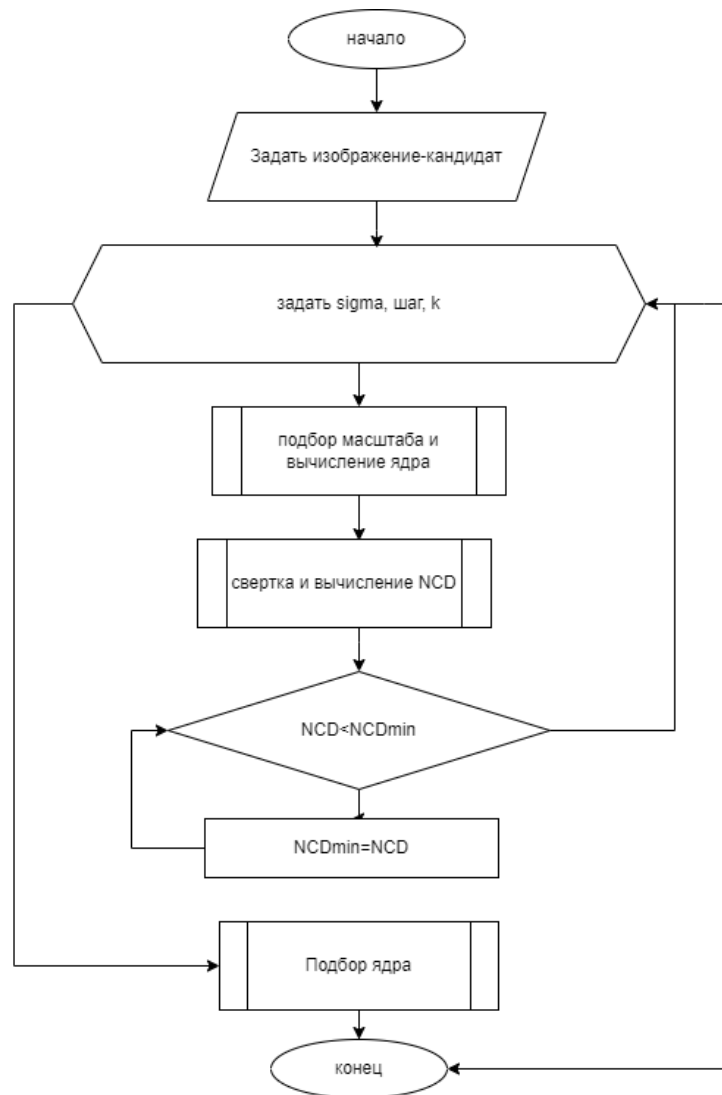 начало
Задать изображение-кандидат
задать sigma, шаг, k
подбор масштаба и
вычисление ядра
свертка и вычисление NCD
NCD<NCDmin
NCDmin=NCD
Подбор ядра
конец